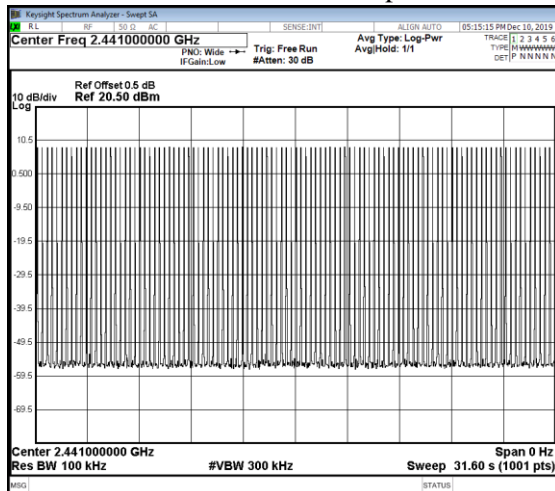 Keysight Spectrum Analyzer - Swept SA
RL RF 50 Ω AC SENSE:INT ALIGN AUTO 05:15:15 PM Dec 10, 2019
Center Freq 2.441000000 GHz
PNO: Wide
IFGain:Low
Trig: Free Run
#Atten: 30 dB
Avg Type: Log-Pwr
Avg|Hold: 1/1
TRACE 1 2 3 4 5 6
TYPE M WWWWW
DET P N N N N N
Ref Offset 0.5 dB
10 dB/div Ref 20.50 dBm
Log
10.5
0.500
-9.50
-19.5
-29.5
-39.5
-49.5
-59.5
-69.5
Center 2.441000000 GHz Span 0 Hz
Res BW 100 kHz #VBW 300 kHz Sweep 31.60 s (1001 pts)
MSG STATUS